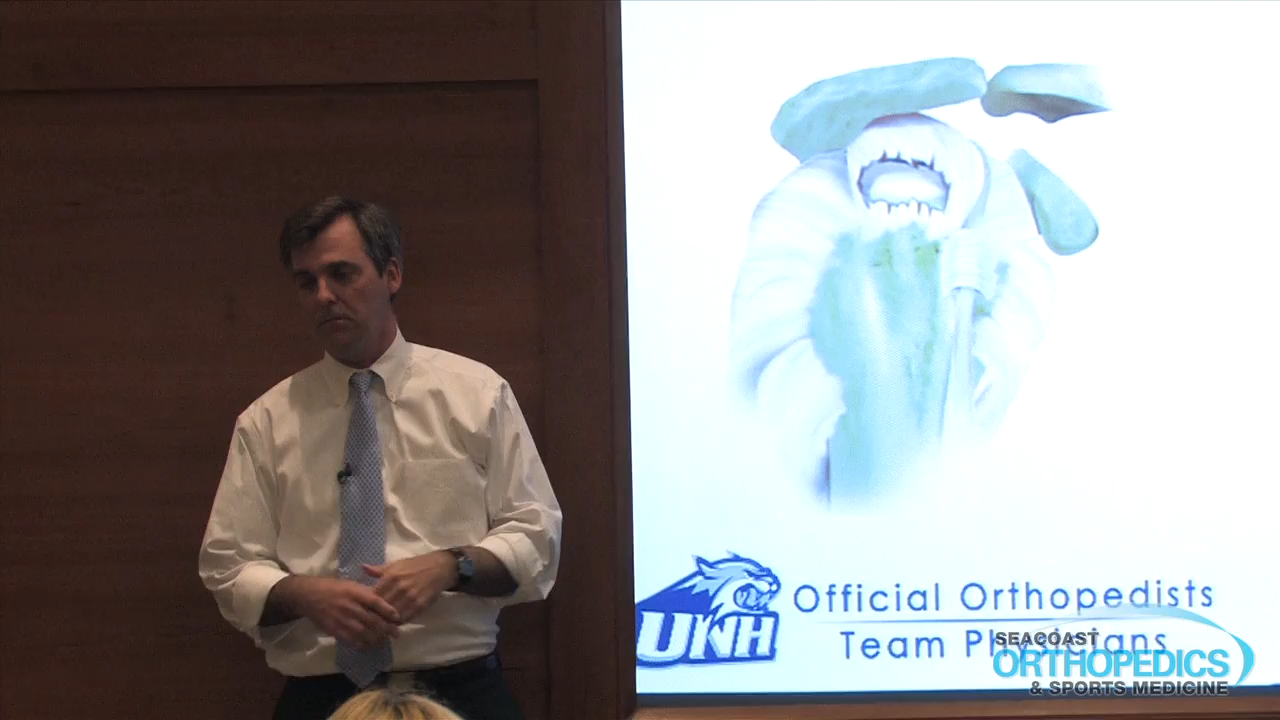 UNH
Official Orthopedists
Team Physicians
SEACOAST
ORTHOPEDICS
& SPORTS MEDICINE